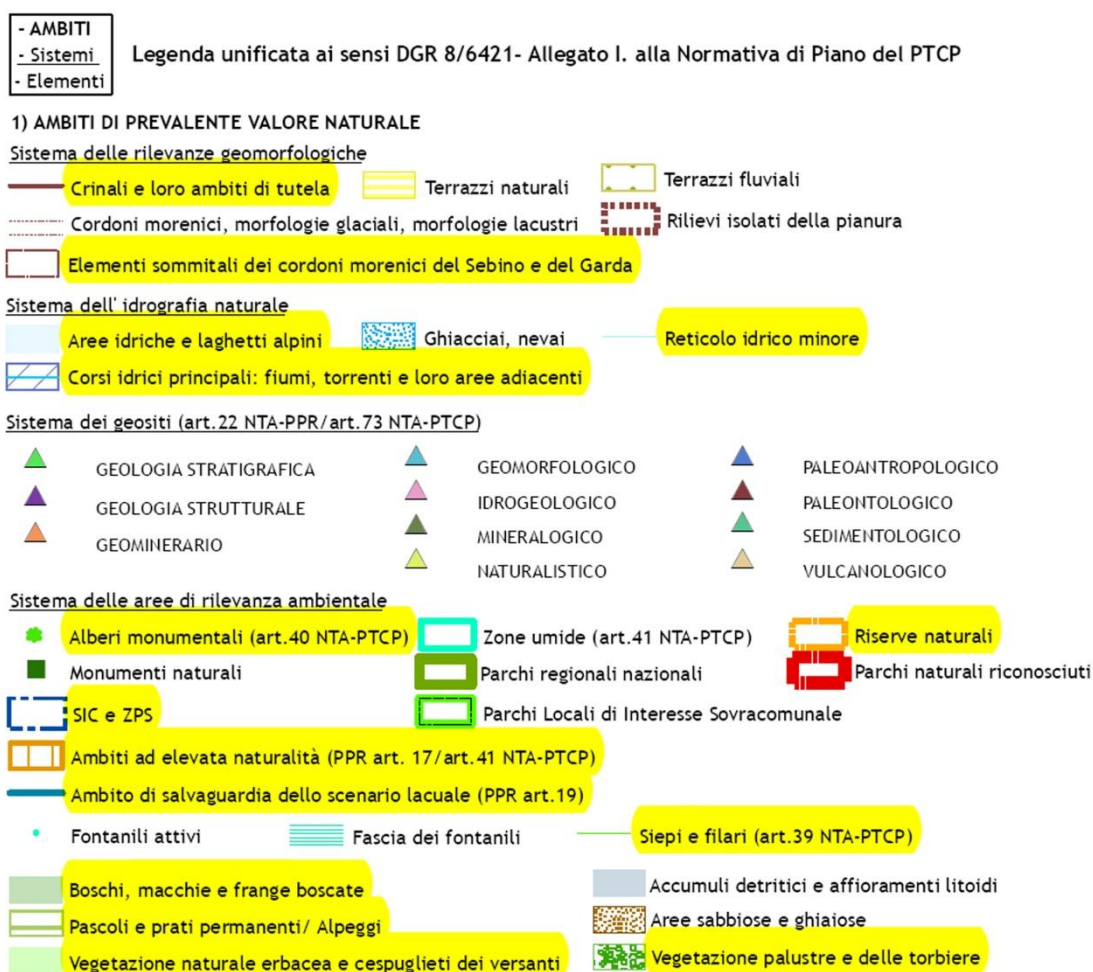 - AMBITI
- Sistemi
- Elementi
Legenda unificata ai sensi DGR 8/6421- Allegato I. alla Normativa di Piano del PTCP
1) AMBITI DI PREVALENTE VALORE NATURALE
Sistema delle rilevanze geomorfologiche
Crinali e loro ambiti di tutela
Terrazzi naturali
Terrazzi fluviali
Cordoni morenici, morfologie glaciali, morfologie lacustri
Rilievi isolati della pianura
Elementi sommitali dei cordoni morenici del Sebino e del Garda
Sistema dell' idrografia naturale
Aree idriche e laghetti alpini
Ghiacciai, nevai
Reticolo idrico minore
Corsi idrici principali: fiumi, torrenti e loro aree adiacenti
Sistema dei geositi (art.22 NTA-PPR/art.73 NTA-PTCP)
GEOLOGIA STRATIGRAFICA
GEOLOGIA STRUTTURALE
GEOMINERARIO
GEOMORFOLOGICO
IDROGEOLOGICO
MINERALOGICO
NATURALISTICO
PALEOANTROPOLOGICO
PALEONTOLOGICO
SEDIMENTOLOGICO
VULCANOLOGICO
Sistema delle aree di rilevanza ambientale
Alberi monumentali (art.40 NTA-PTCP)
Zone umide (art.41 NTA-PTCP)
Riserve naturali
Monumenti naturali
Parchi regionali nazionali
Parchi naturali riconosciuti
SIC e ZPS
Parchi Locali di Interesse Sovracomunale
Ambiti ad elevata naturalità (PPR art. 17/art.41 NTA-PTCP)
Ambito di salvaguardia dello scenario lacuale (PPR art.19)
Fontanili attivi
Fascia dei fontanili
Siepi e filari (art.39 NTA-PTCP)
Boschi, macchie e frange boscate
Accumuli detritici e affioramenti litoidi
Pascoli e prati permanenti/ Alpeggi
Aree sabbiose e ghiaiose
Vegetazione naturale erbacea e cespuglieti dei versanti
Vegetazione palustre e delle torbiere